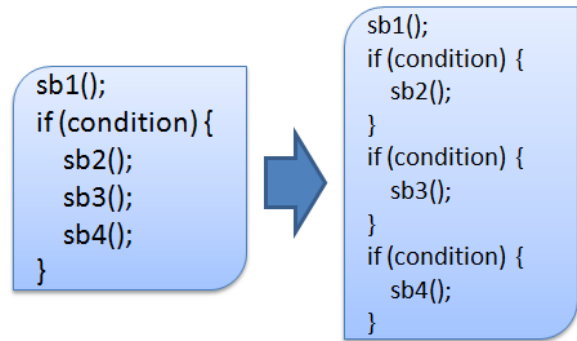 sb1();
if (condition) {
sb2();
sb3();
sb4();
}
sb1();
if (condition) {
sb2();
}
if (condition) {
sb3();
}
if (condition) {
sb4();
}